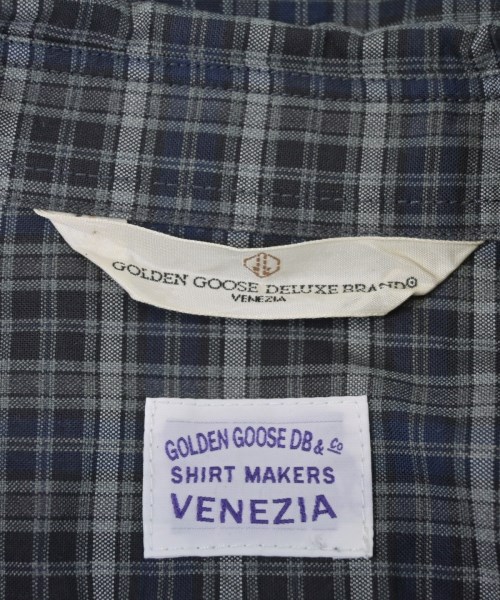 GOLDEN GOOSE DELUXE BRAND
VENEZIA
GOLDEN GOOSE DB & Co
SHIRT MAKERS
VENEZIA